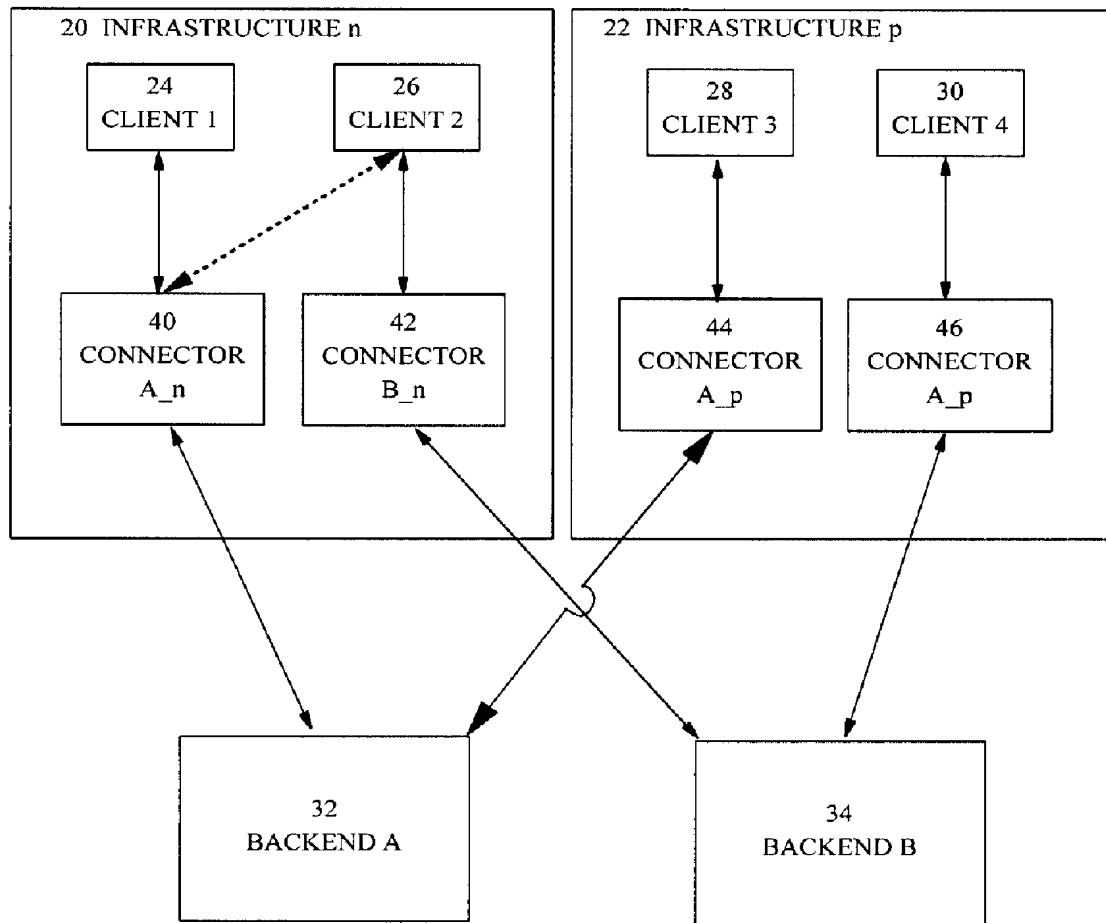 20 INFRASTRUCTURE n
22 INFRASTRUCTURE p
24
CLIENT 1
26
CLIENT 2
28
CLIENT 3
30
CLIENT 4
40
CONNECTOR
A_n
42
CONNECTOR
B_n
44
CONNECTOR
A_p
46
CONNECTOR
A_p
32
BACKEND A
34
BACKEND B